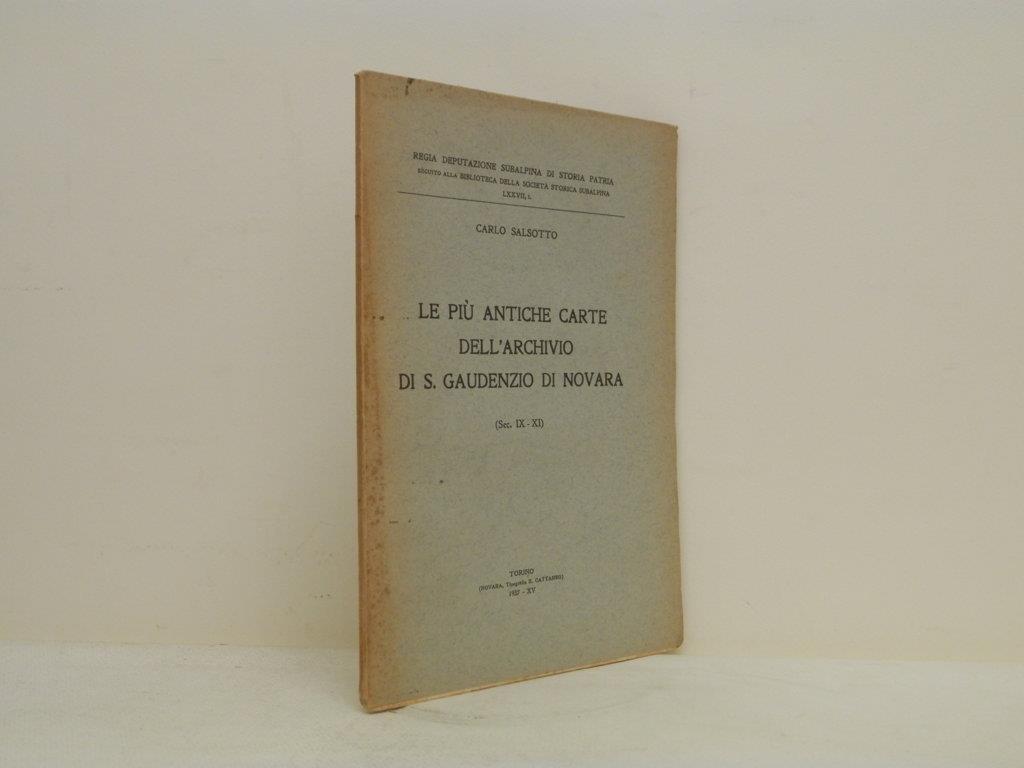 REGIA DEPUTAZIONE SUBALPINA DI STORIA PATRIA
SEGUITO ALLA BIBLIOTECA DELLA SOCIETÀ STORICA SUBALPINA
LXXVII, I.
CARLO SALSOTTO
LE PIÙ ANTICHE CARTE
DELL'ARCHIVIO
DI S. GAUDENZIO DI NOVARA
(Sec. IX - XI)
TORINO
(NOVARA, Tipografia E. CATTANEO)
1937 - XV